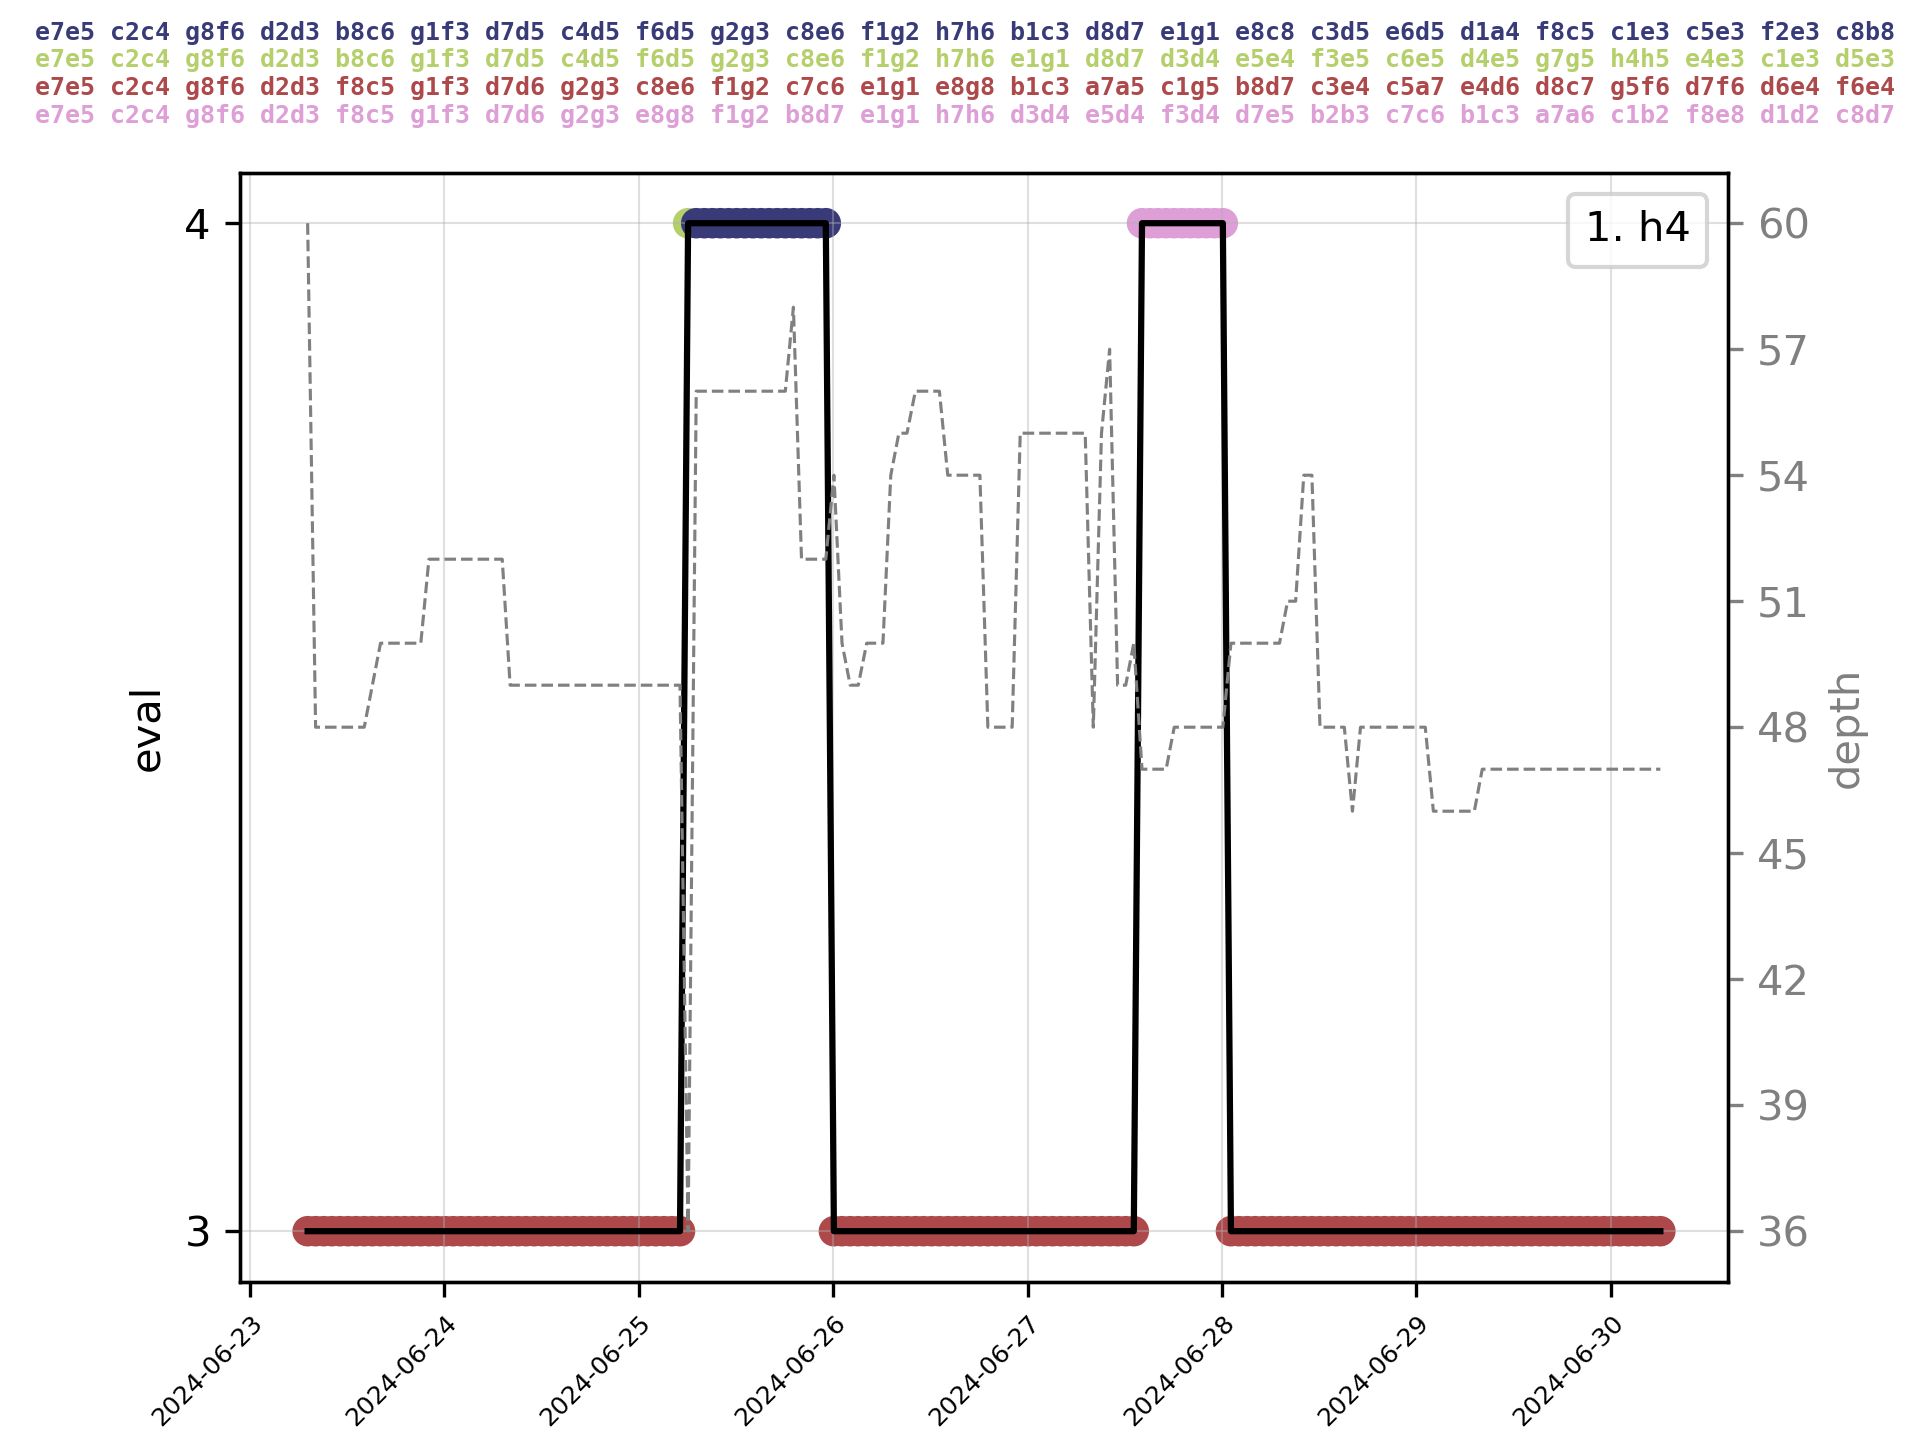 e7e5 c2c4 g8f6 d2d3 b8c6 g1f3 d7d5 c4d5 f6d5 g2g3 c8e6 f1g2 h7h6 b1c3 d8d7 e1g1 e8c8 c3d5 e6d5 d1a4 f8c5 c1e3 c5e3 f2e3 c8b8
e7e5 c2c4 g8f6 d2d3 b8c6 g1f3 d7d5 c4d5 f6d5 g2g3 c8e6 f1g2 h7h6 e1g1 d8d7 d3d4 e5e4 f3e5 c6e5 d4e5 g7g5 h4h5 e4e3 c1e3 d5e3
e7e5 c2c4 g8f6 d2d3 f8c5 g1f3 d7d6 g2g3 c8e6 f1g2 c7c6 e1g1 e8g8 b1c3 a7a5 c1g5 b8d7 c3e4 c5a7 e4d6 d8c7 g5f6 d7f6 d6e4 f6e4
e7e5 c2c4 g8f6 d2d3 f8c5 g1f3 d7d6 g2g3 e8g8 f1g2 b8d7 e1g1 h7h6 d3d4 e5d4 f3d4 d7e5 b2b3 c7c6 b1c3 a7a6 c1b2 f8e8 d1d2 c8d7
1. h4
4
3
eval
60
57
54
51
48
45
42
39
36
depth
2024-06-23
2024-06-24
2024-06-25
2024-06-26
2024-06-27
2024-06-28
2024-06-29
2024-06-30